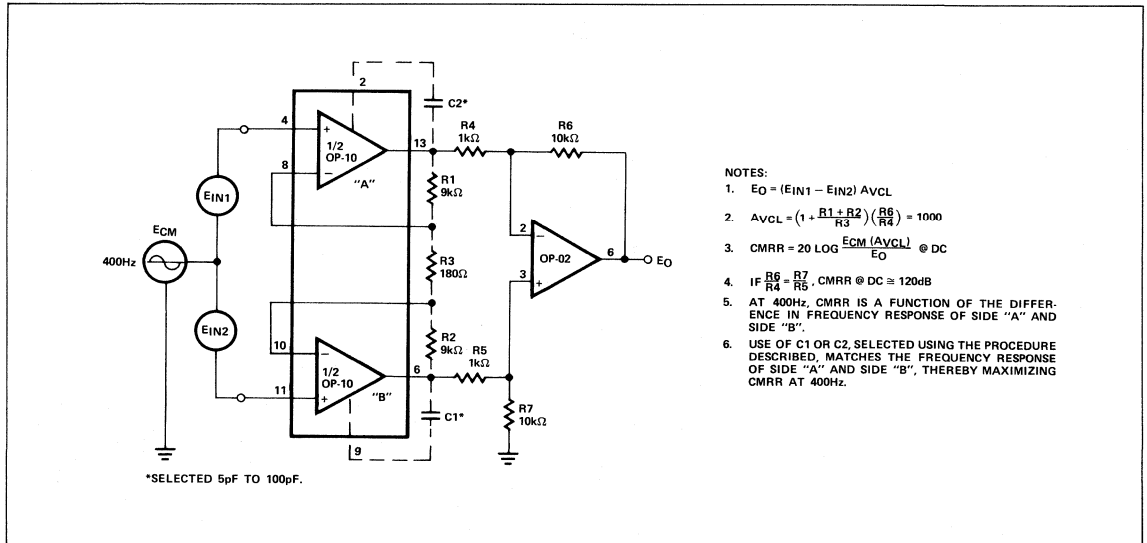 2
C2*
4
+
1/2
OP-10
8
−
"A"
13
R4
1kΩ
R6
10kΩ
R1
9kΩ
EIN1
ECM
400Hz
R3
180Ω
2
−
OP-02
6
EO
3
+
EIN2
R2
9kΩ
10
−
1/2
OP-10
"B"
6
R5
1kΩ
11
+
C1*
R7
10kΩ
9
*SELECTED 5pF TO 100pF.
NOTES:
1. EO = (EIN1 − EIN2) AVCL
2. AVCL = (1 + R1 + R2 / R3) (R6 / R4) = 1000
3. CMRR = 20 LOG ECM (AVCL) / EO @ DC
4. IF R6 / R4 = R7 / R5, CMRR @ DC ≅ 120dB
5. AT 400Hz, CMRR IS A FUNCTION OF THE DIFFER-
ENCE IN FREQUENCY RESPONSE OF SIDE "A" AND
SIDE "B".
6. USE OF C1 OR C2, SELECTED USING THE PROCEDURE
DESCRIBED, MATCHES THE FREQUENCY RESPONSE
OF SIDE "A" AND SIDE "B", THEREBY MAXIMIZING
CMRR AT 400Hz.